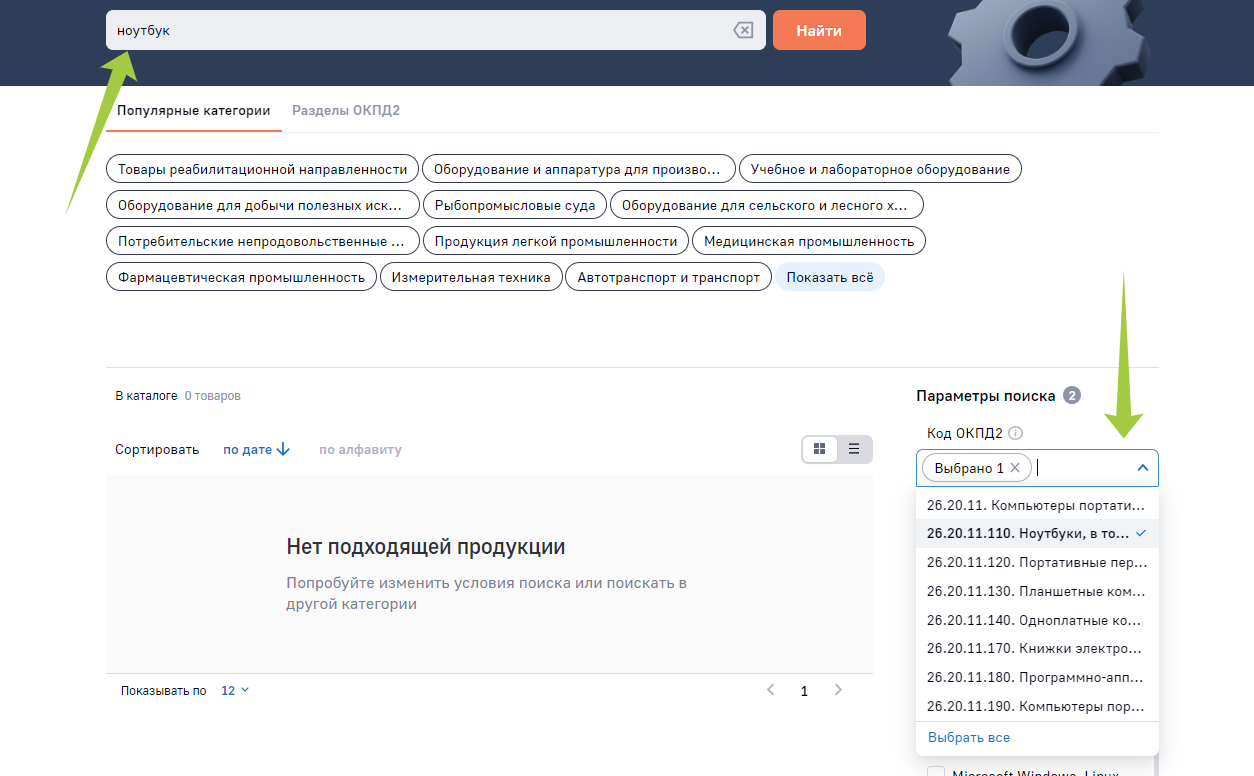 ноутбук
Найти
Популярные категории
Разделы ОКПД2
Товары реабилитационной направленности
Оборудование и аппаратура для произво...
Учебное и лабораторное оборудование
Оборудование для добычи полезных иск...
Рыбопромысловые суда
Оборудование для сельского и лесного х...
Потребительские непродовольственные ...
Продукция легкой промышленности
Медицинская промышленность
Фармацевтическая промышленность
Измерительная техника
Автотранспорт и транспорт
Показать всё
В каталоге 0 товаров
Сортировать
по дате
по алфавиту
Нет подходящей продукции
Попробуйте изменить условия поиска или поискать в
другой категории
Показывать по 12
1
Параметры поиска 2
Код ОКПД2
Выбрано 1
26.20.11. Компьютеры портати...
26.20.11.110. Ноутбуки, в то...
26.20.11.120. Портативные пер...
26.20.11.130. Планшетные ком...
26.20.11.140. Одноплатные ко...
26.20.11.170. Книжки электро...
26.20.11.180. Программно-апп...
26.20.11.190. Компьютеры пор...
Выбрать все
Microsoft Windows, Linux